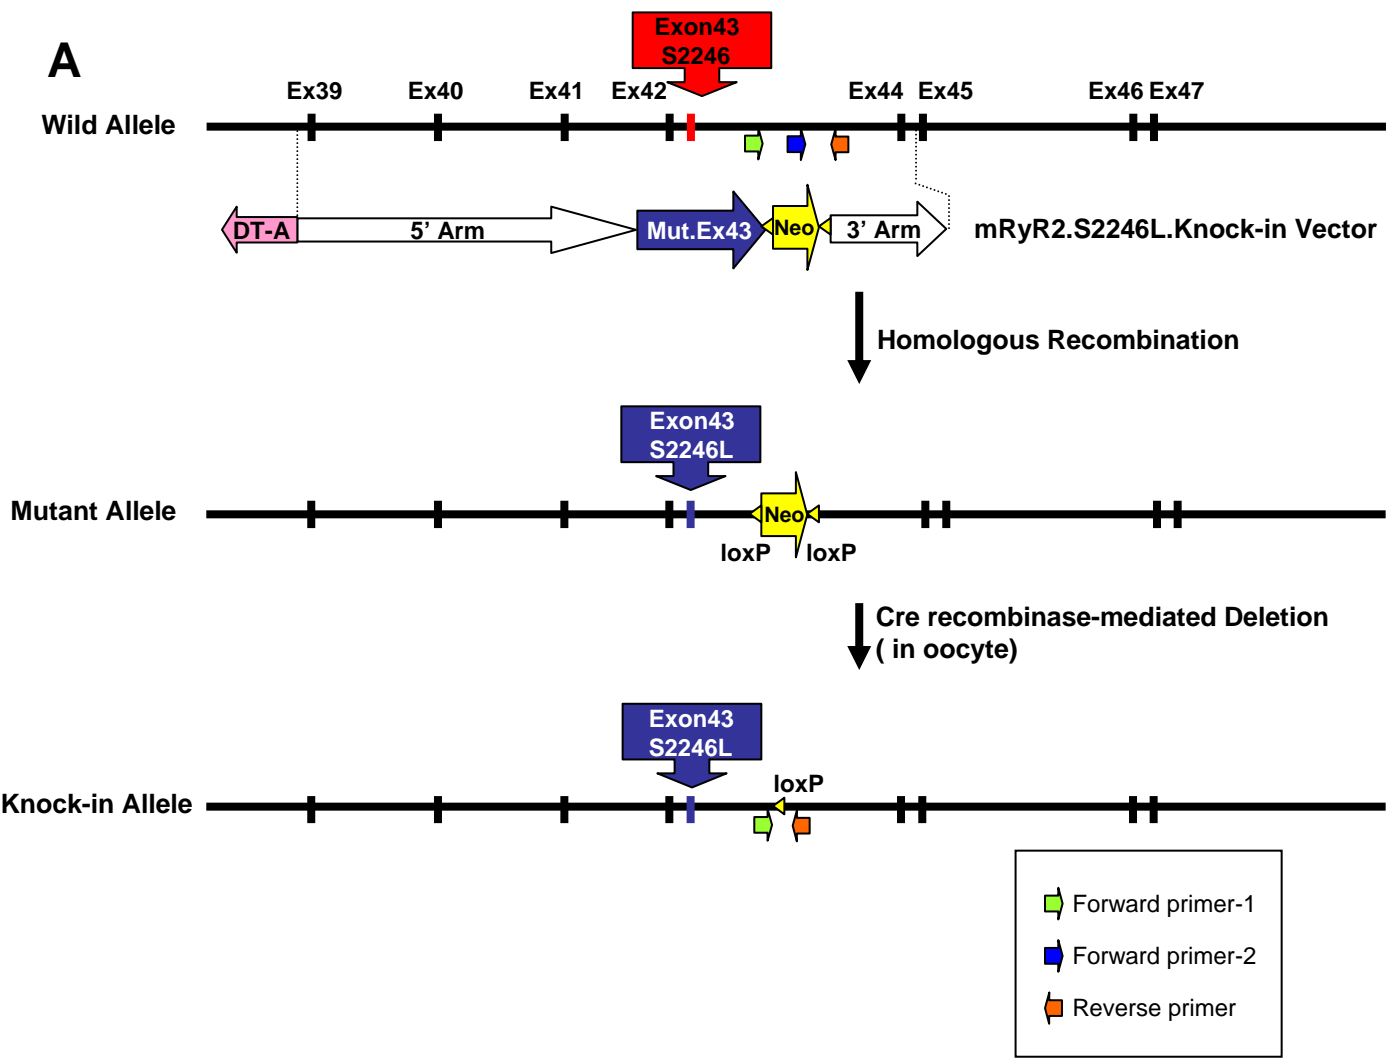 A
Exon43
S2246
Ex39 Ex40 Ex41 Ex42 Ex44 Ex45 Ex46 Ex47
Wild Allele
DT-A 5’ Arm Mut.Ex43 Neo 3’ Arm mRyR2.S2246L.Knock-in Vector
Homologous Recombination
Exon43
S2246L
Mutant Allele
Neo
loxP loxP
Cre recombinase-mediated Deletion
( in oocyte)
Exon43
S2246L
loxP
Knock-in Allele
Forward primer-1
Forward primer-2
Reverse primer